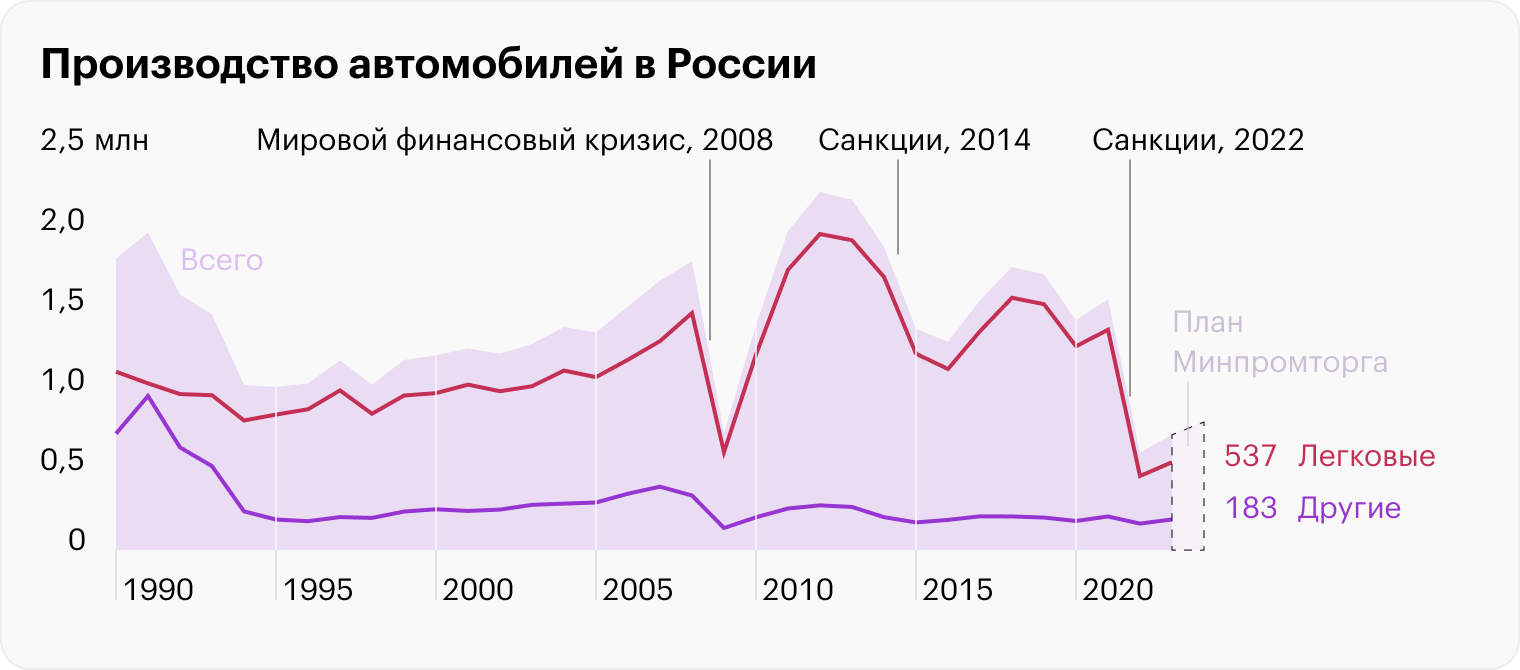 Производство автомобилей в России
2,5 млн
Мировой финансовый кризис, 2008
Санкции, 2014
Санкции, 2022
2,0
Всего
1,5
План
Минпромторга
1,0
0,5
537 Легковые
183 Другие
0
1990
1995
2000
2005
2010
2015
2020